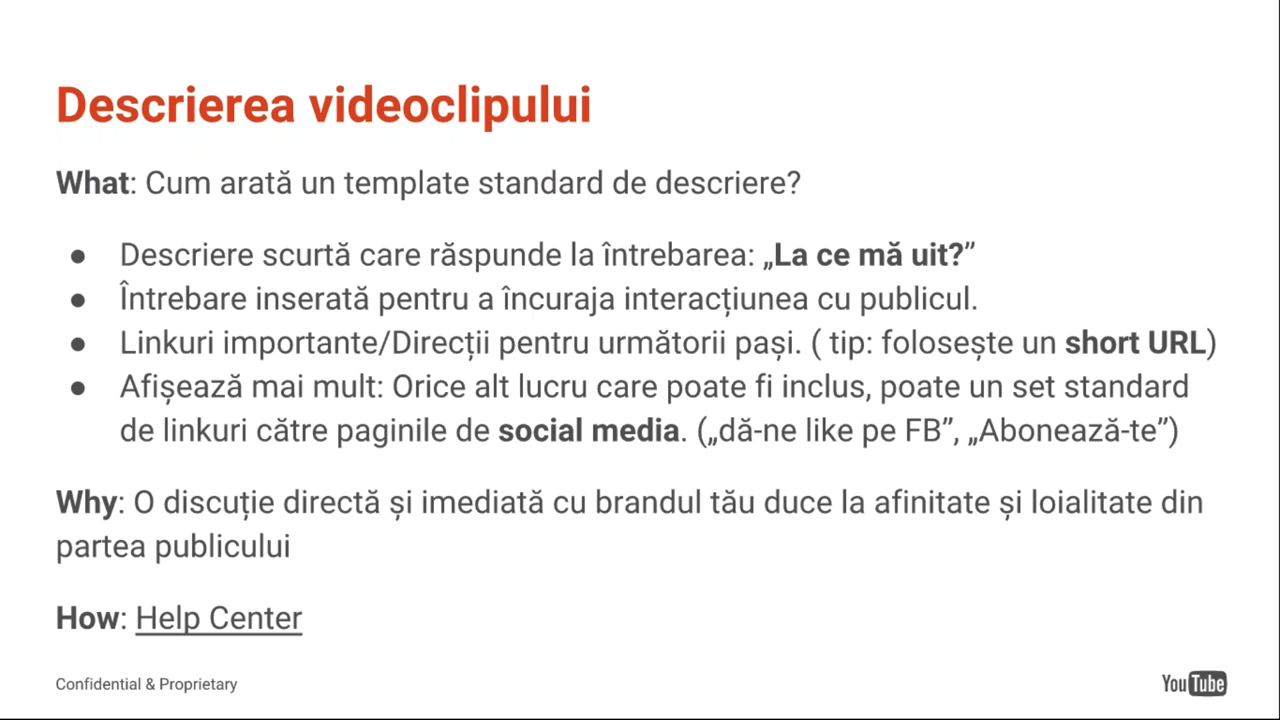 Descrierea videoclipului
What: Cum arată un template standard de descriere?
● Descriere scurtă care răspunde la întrebarea: „La ce mă uit?”
● Întrebare inserată pentru a încuraja interacțiunea cu publicul.
● Linkuri importante/Direcții pentru următorii pași. ( tip: folosește un short URL)
● Afișează mai mult: Orice alt lucru care poate fi inclus, poate un set standard
de linkuri către paginile de social media. („dă-ne like pe FB”, „Abonează-te”)
Why: O discuție directă și imediată cu brandul tău duce la afinitate și loialitate din
partea publicului
How: Help Center
Confidential & Proprietary
YouTube